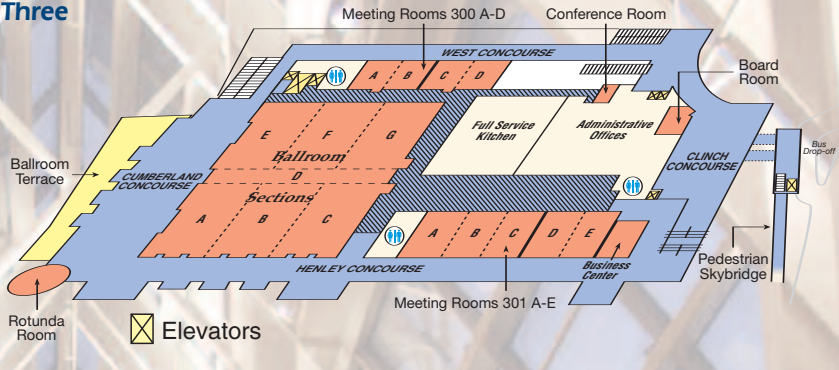 Three
Meeting Rooms 300 A-D
Conference Room
WEST CONCOURSE
Board
Room
A
B
C
D
Full Service
Kitchen
Administrative
Offices
E
F
G
Ballroom
D
Sections
A
B
C
Ballroom
Terrace
CUMBERLAND
CONCOURSE
CLINCH
CONCOURSE
Bus
Drop-off
A
B
C
D
E
Business
Center
HENLEY CONCOURSE
Pedestrian
Skybridge
Meeting Rooms 301 A-E
Rotunda
Room
Elevators